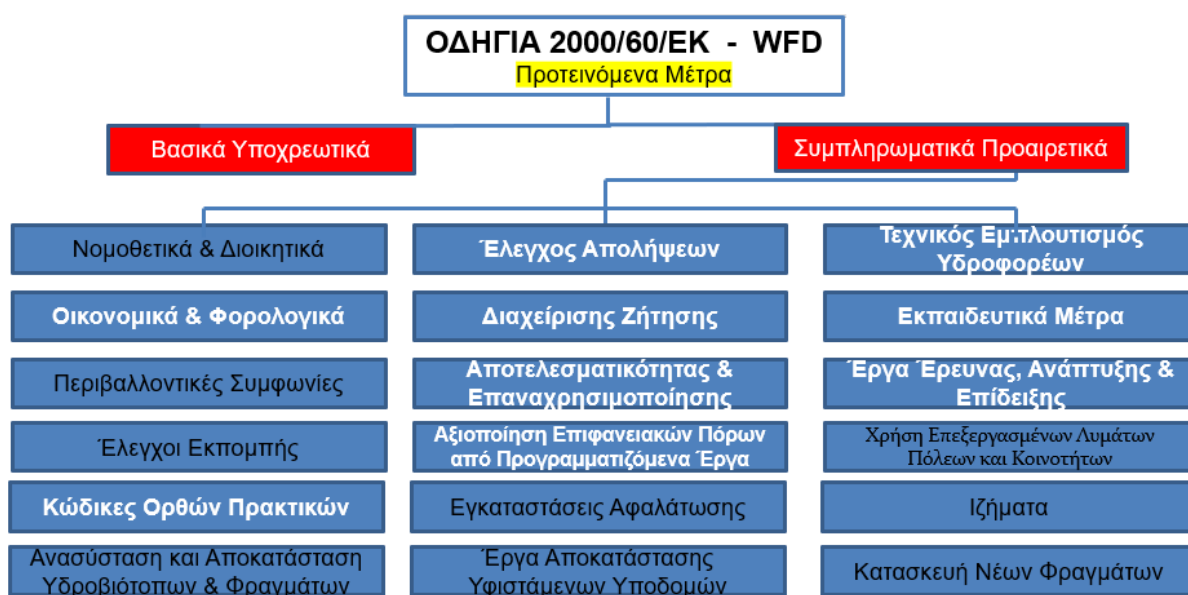 ΟΔΗΓΙΑ 2000/60/ΕΚ - WFD
Προτεινόμενα Μέτρα
Βασικά Υποχρεωτικά
Συμπληρωματικά Προαιρετικά
Νομοθετικά & Διοικητικά
Έλεγχος Απολήψεων
Τεχνικός Εμπλουτισμός
Υδροφορέων
Οικονομικά & Φορολογικά
Διαχείρισης Ζήτησης
Εκπαιδευτικά Μέτρα
Περιβαλλοντικές Συμφωνίες
Αποτελεσματικότητας &
Επαναχρησιμοποίησης
Έργα Έρευνας, Ανάπτυξης &
Επίδειξης
Έλεγχοι Εκπομπής
Αξιοποίηση Επιφανειακών Πόρων
από Προγραμματιζόμενα Έργα
Χρήση Επεξεργασμένων Λυμάτων
Πόλεων και Κοινοτήτων
Κώδικες Ορθών Πρακτικών
Εγκαταστάσεις Αφαλάτωσης
Ιζήματα
Ανασύσταση και Αποκατάσταση
Υδροβιότοπων & Φραγμάτων
Έργα Αποκατάστασης
Υφιστάμενων Υποδομών
Κατασκευή Νέων Φραγμάτων